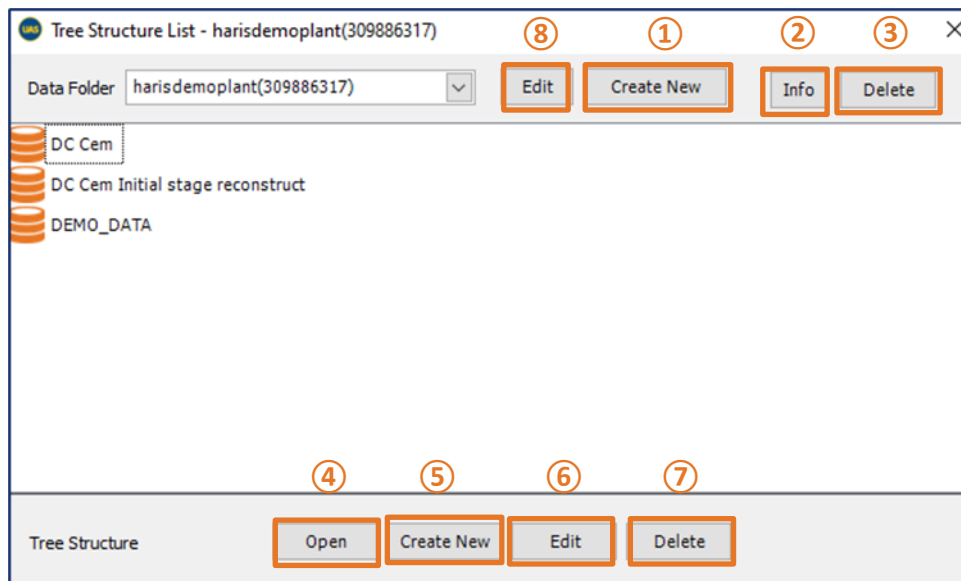 UAS Tree Structure List - harisdemoplant(309886317)
⑧ ① ② ③
Data Folder harisdemoplant(309886317) Edit Create New Info Delete
DC Cem
DC Cem Initial stage reconstruct
DEMO_DATA
④ ⑤ ⑥ ⑦
Tree Structure Open Create New Edit Delete